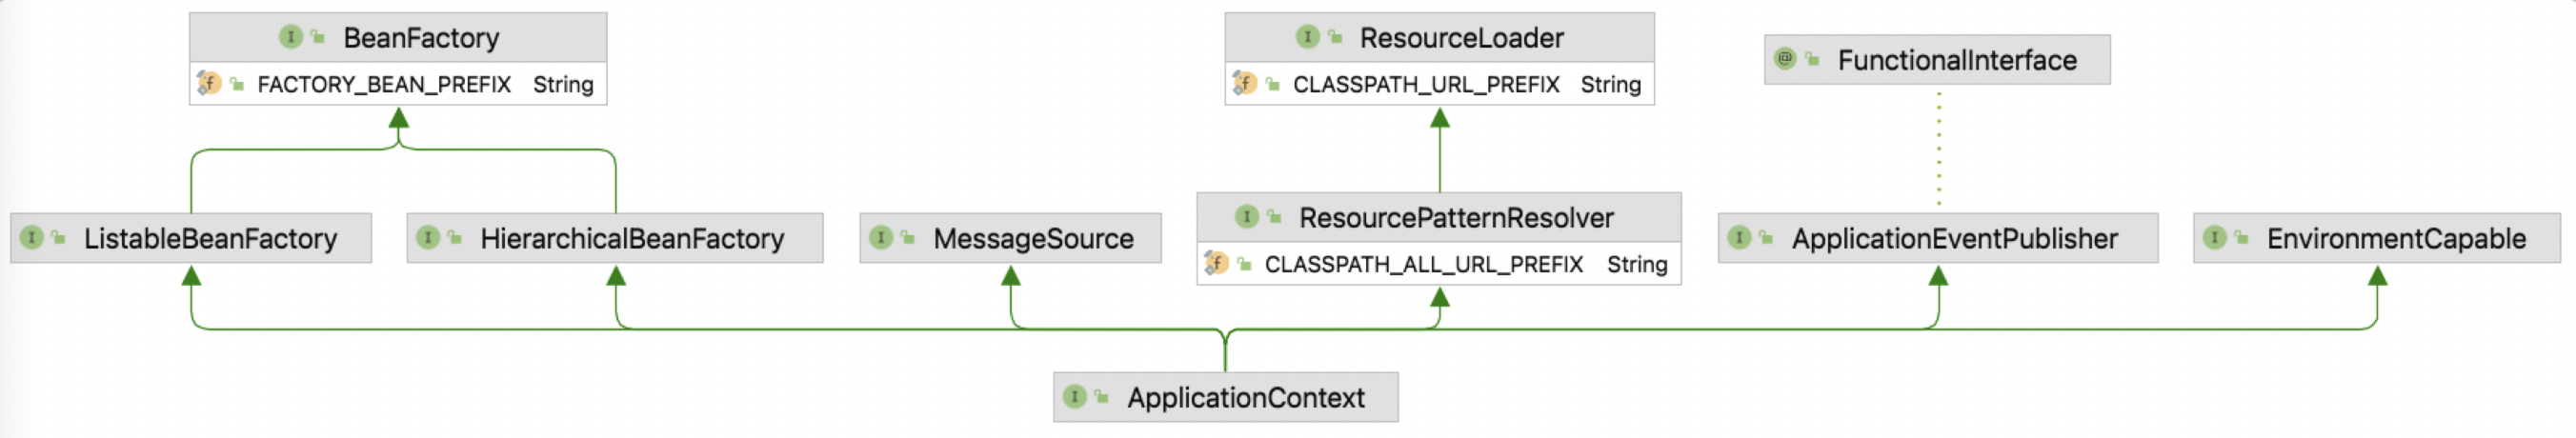 BeanFactory
FACTORY_BEAN_PREFIX String
ResourceLoader
CLASSPATH_URL_PREFIX String
FunctionalInterface
ListableBeanFactory
HierarchicalBeanFactory
MessageSource
ResourcePatternResolver
CLASSPATH_ALL_URL_PREFIX String
ApplicationEventPublisher
EnvironmentCapable
ApplicationContext